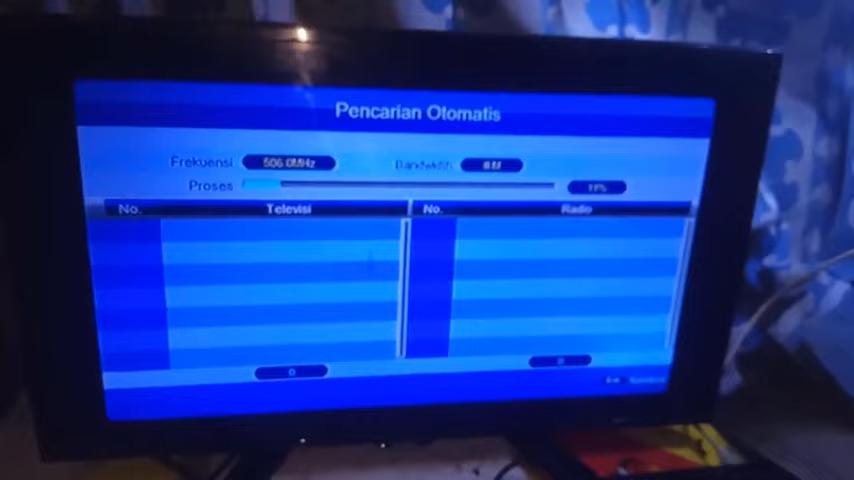 Pencarian Otomatis
Frekuensi 506.0MHz Bandwidth 8M
Proses 11%
No. Televisi No. Radio
0 0